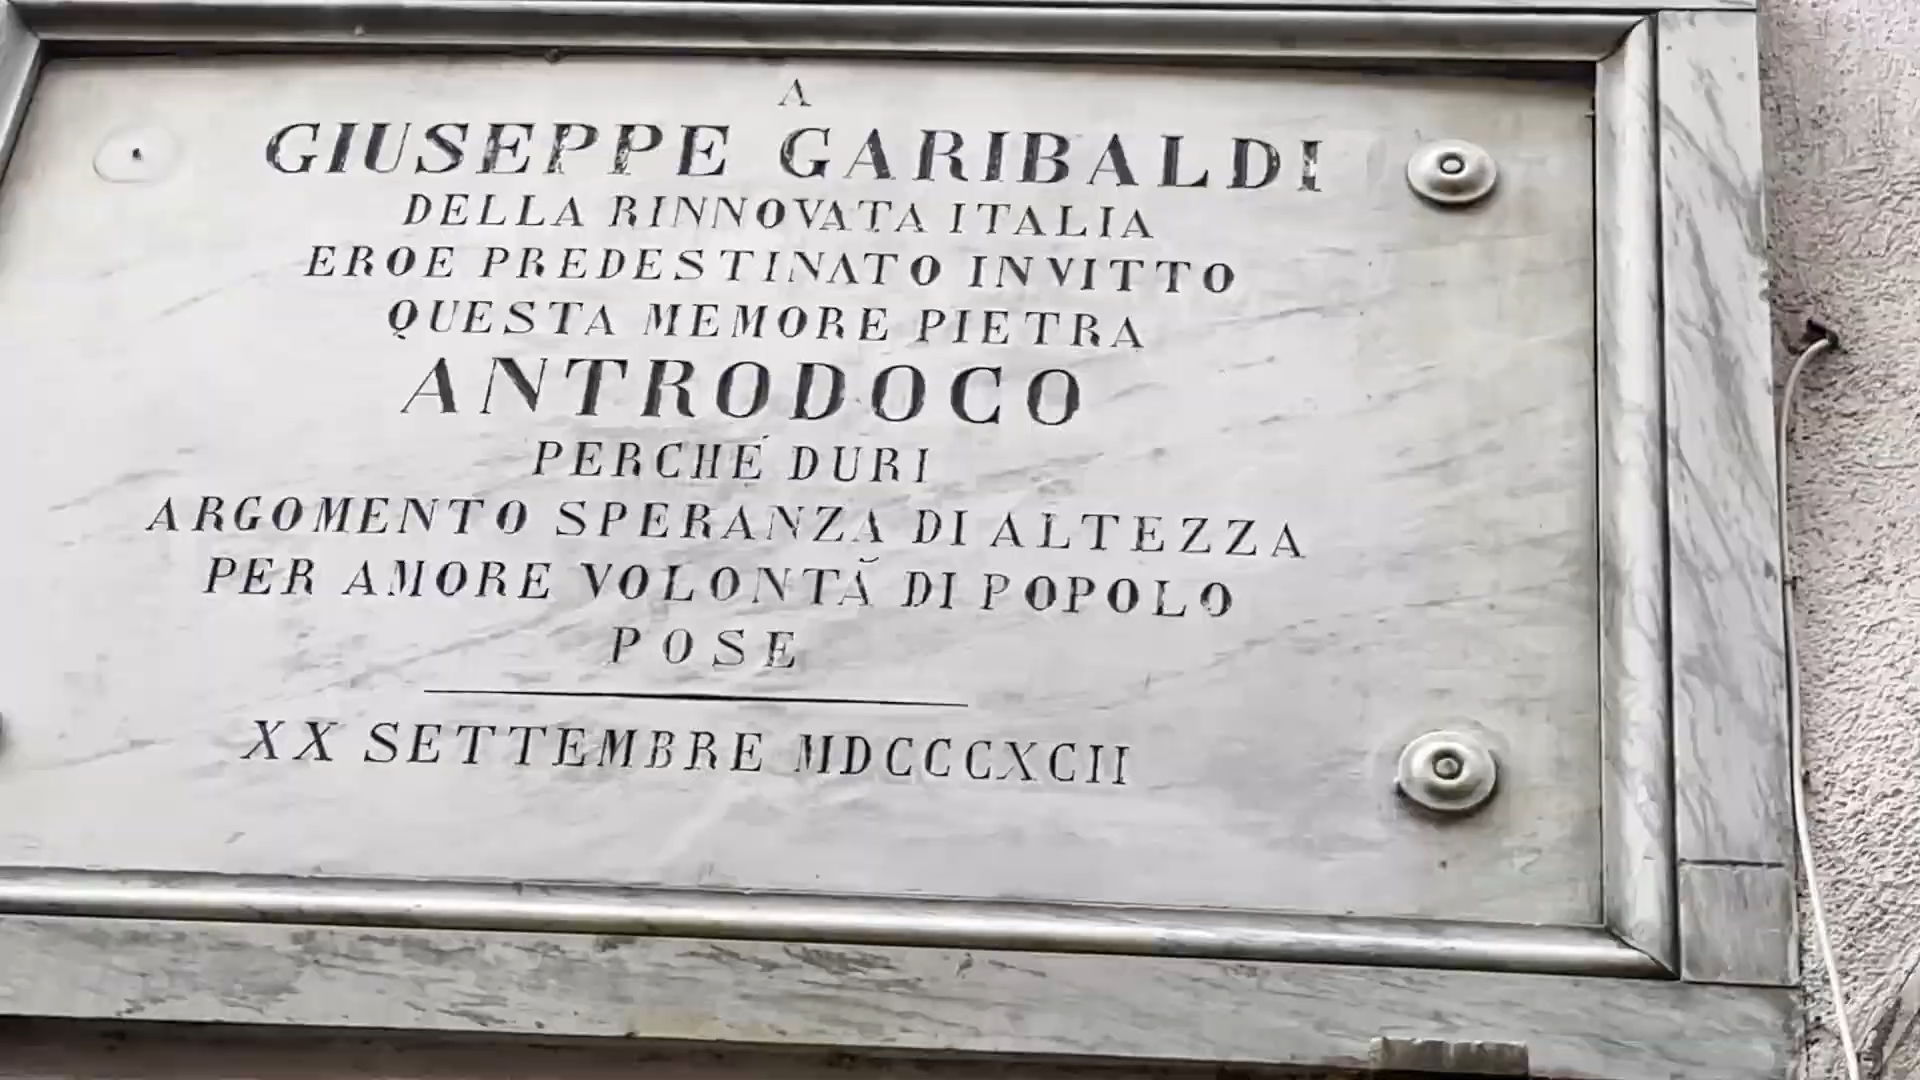 A
GIUSEPPE GARIBALDI
DELLA RINNOVATA ITALIA
EROE PREDESTINATO INVITTO
QUESTA MEMORE PIETRA
ANTRODOCO
PERCHÉ DURI
ARGOMENTO SPERANZA DI ALTEZZA
PER AMORE VOLONTÀ DI POPOLO
POSE
XX SETTEMBRE MDCCCXCII